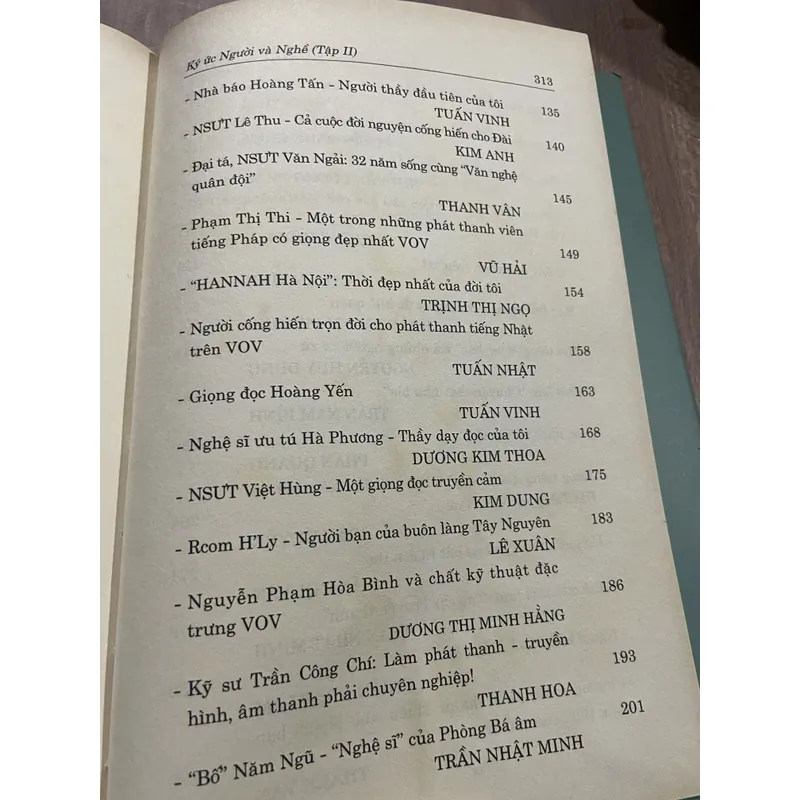 Ký ức Người và Nghề (Tập II) 313
- Nhà báo Hoàng Tấn - Người thầy đầu tiên của tôi 135
TUẤN VINH
- NSƯT Lê Thu - Cả cuộc đời nguyện cống hiến cho Đài 140
KIM ANH
- Đại tá, NSƯT Văn Ngải: 32 năm sống cùng "Văn nghệ
quân đội" 145
THANH VÂN
- Phạm Thị Thi - Một trong những phát thanh viên
tiếng Pháp có giọng đẹp nhất VOV 149
VŨ HẢI
- "HANNAH Hà Nội": Thời đẹp nhất của đời tôi 154
TRỊNH THỊ NGỌ
- Người cống hiến trọn đời cho phát thanh tiếng Nhật
trên VOV 158
TUẤN NHẬT
- Giọng đọc Hoàng Yến 163
TUẤN VINH
- Nghệ sĩ ưu tú Hà Phương - Thầy dạy đọc của tôi 168
DƯƠNG KIM THOA
- NSƯT Việt Hùng - Một giọng đọc truyền cảm 175
KIM DUNG
- Rcom H'Ly - Người bạn của buôn làng Tây Nguyên 183
LÊ XUÂN
- Nguyễn Phạm Hòa Bình và chất kỹ thuật đặc
trưng VOV 186
DƯƠNG THỊ MINH HẰNG
- Kỹ sư Trần Công Chí: Làm phát thanh - truyền
hình, âm thanh phải chuyên nghiệp! 193
THANH HOA
- "Bố" Năm Ngũ - "Nghệ sĩ" của Phòng Bá âm 201
TRẦN NHẬT MINH